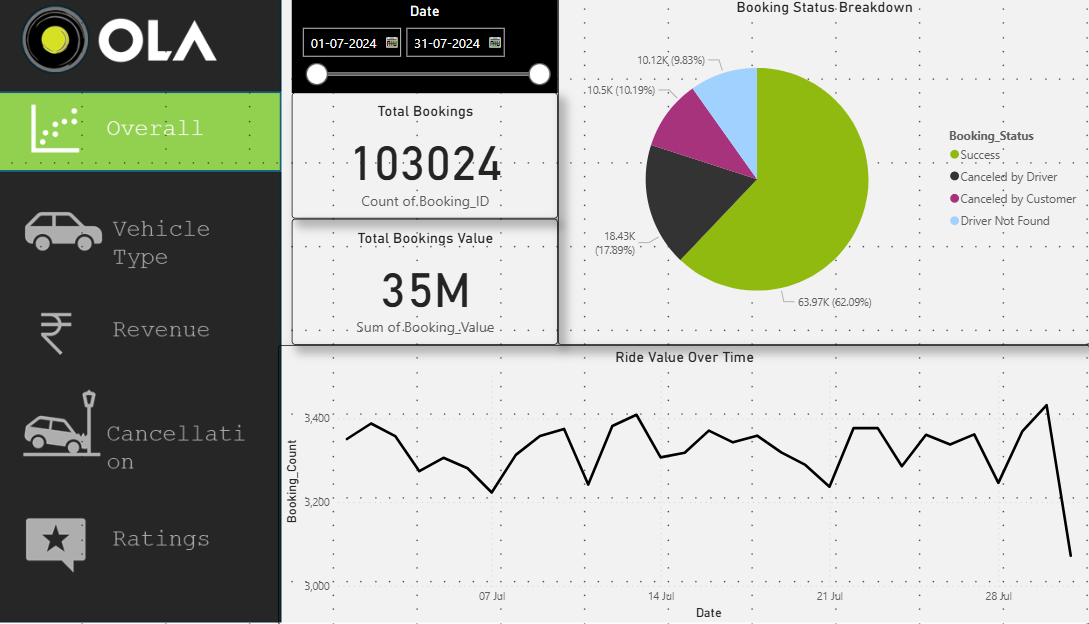 OLA
Overall
Vehicle
Type
Revenue
Cancellati
on
Ratings
Date
01-07-2024
31-07-2024
Total Bookings
103024
Count of Booking_ID
Total Bookings Value
35M
Sum of Booking_Value
Booking Status Breakdown
10.12K (9.83%)
10.5K (10.19%)
18.43K
(17.89%)
63.97K (62.09%)
Booking_Status
Success
Canceled by Driver
Canceled by Customer
Driver Not Found
Ride Value Over Time
Booking_Count
3,400
3,200
3,000
07 Jul
14 Jul
21 Jul
28 Jul
Date